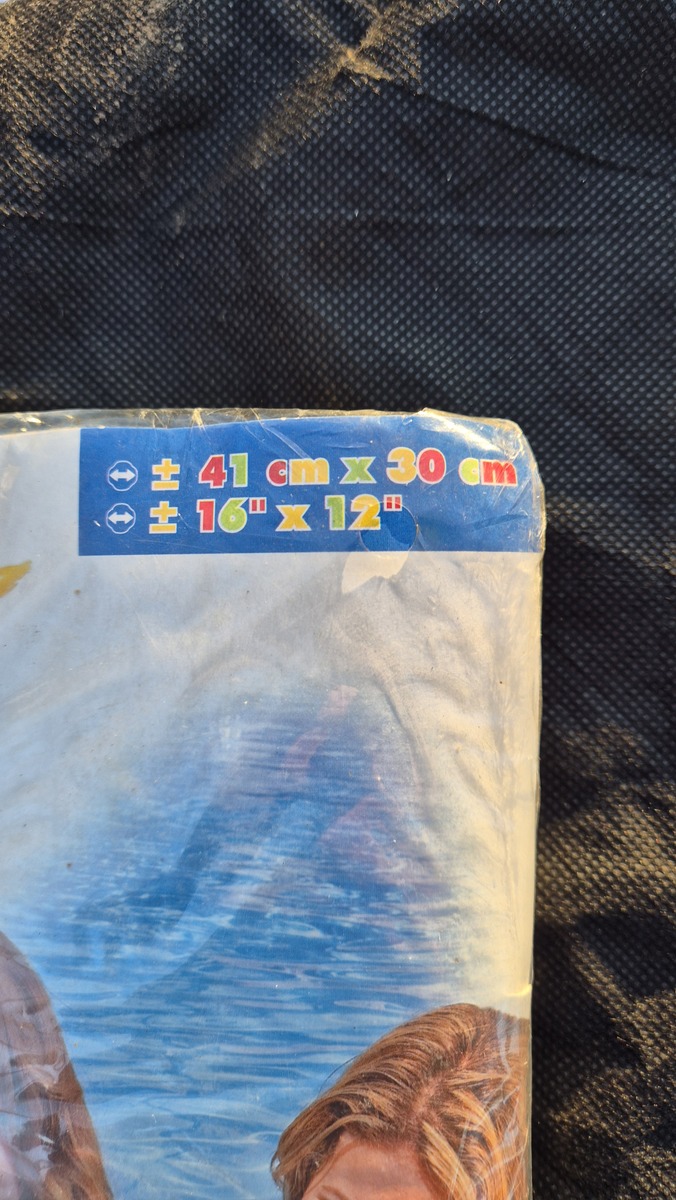 ± 41 cm x 30 cm
± 16" x 12"